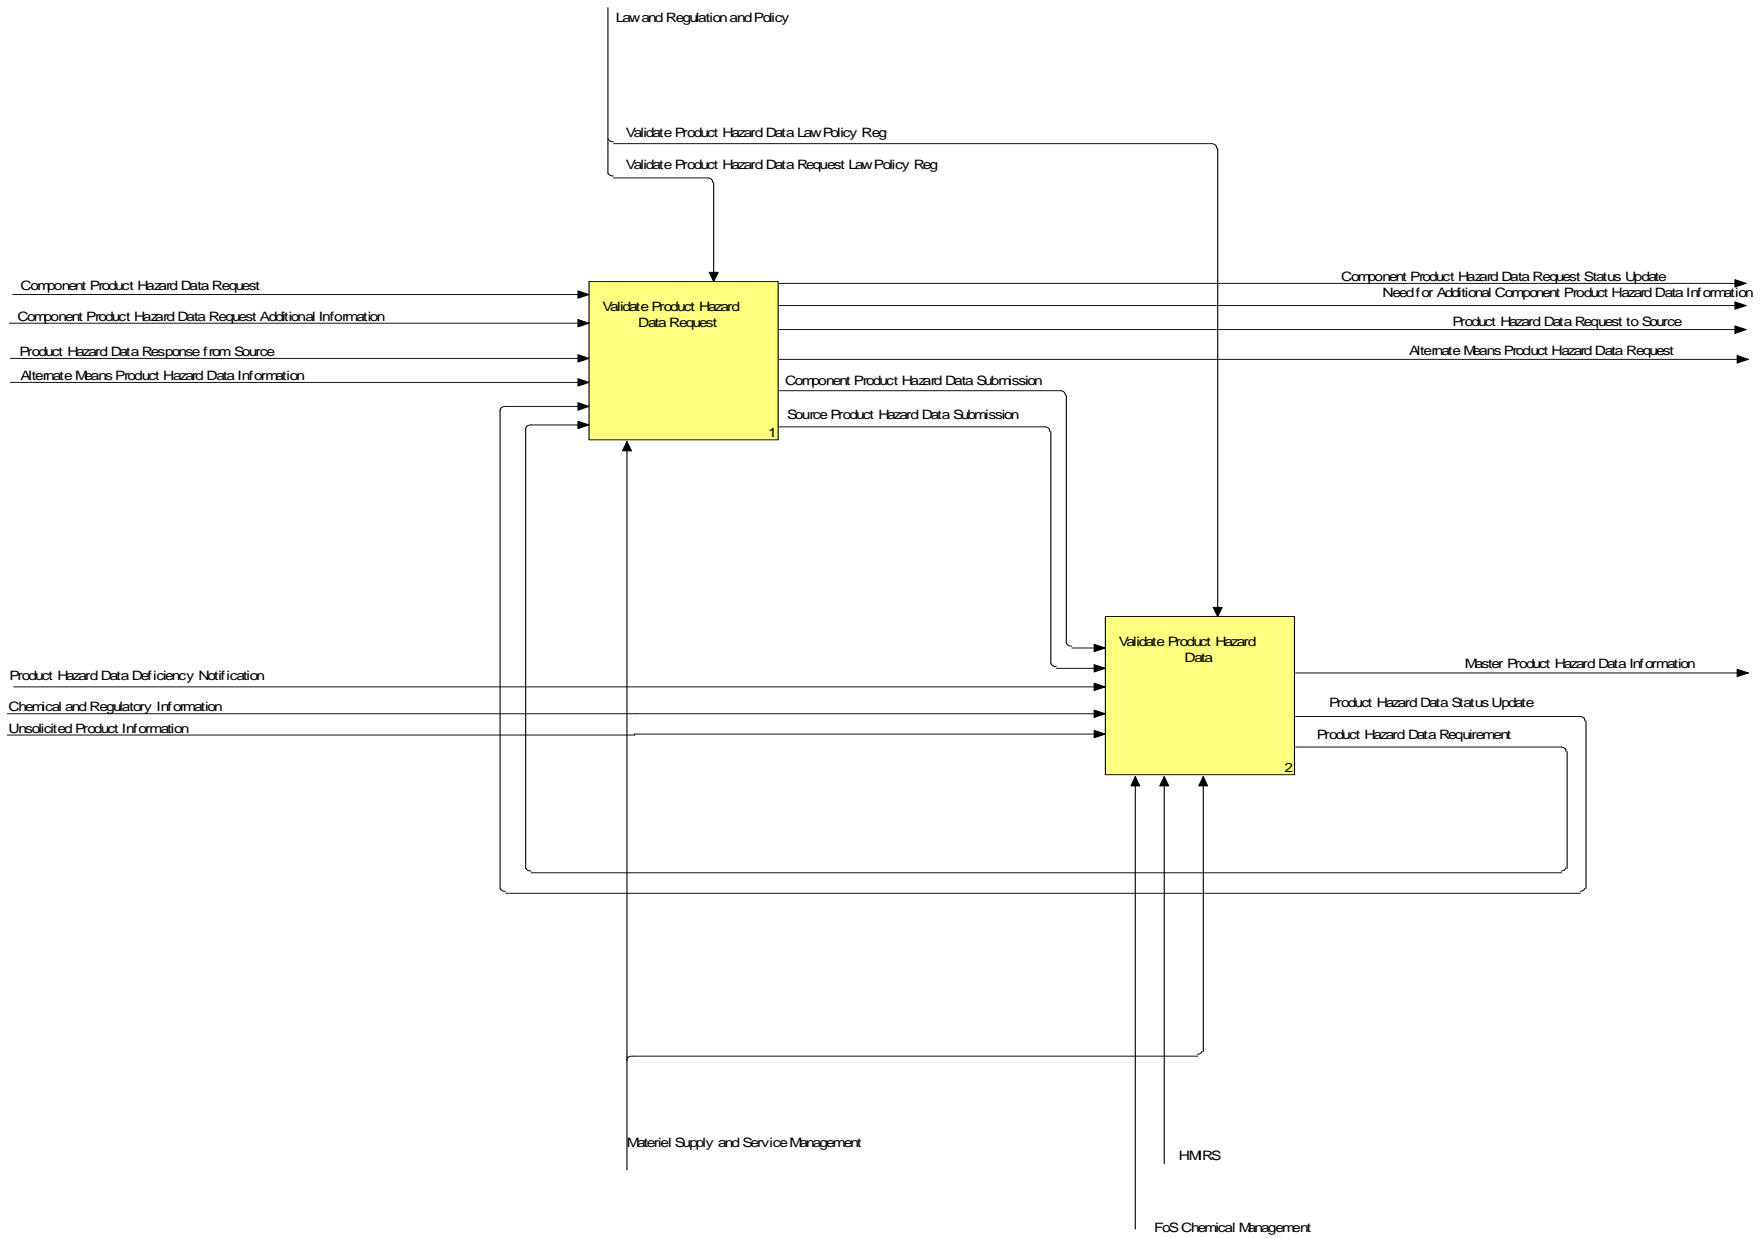 Law and Regulation and Policy
Validate Product Hazard Data Law Policy Reg
Validate Product Hazard Data Request Law Policy Reg
Component Product Hazard Data Request
Component Product Hazard Data Request Additional Information
Product Hazard Data Response from Source
Alternate Means Product Hazard Data Information
Validate Product Hazard
Data Request
1
Component Product Hazard Data Request Status Update
Need for Additional Component Product Hazard Data Information
Product Hazard Data Request to Source
Alternate Means Product Hazard Data Request
Component Product Hazard Data Submission
Source Product Hazard Data Submission
Product Hazard Data Deficiency Notification
Chemical and Regulatory Information
Unsolicited Product Information
Validate Product Hazard
Data
2
Master Product Hazard Data Information
Product Hazard Data Status Update
Product Hazard Data Requirement
Materiel Supply and Service Management
HMIRS
FoS Chemical Management